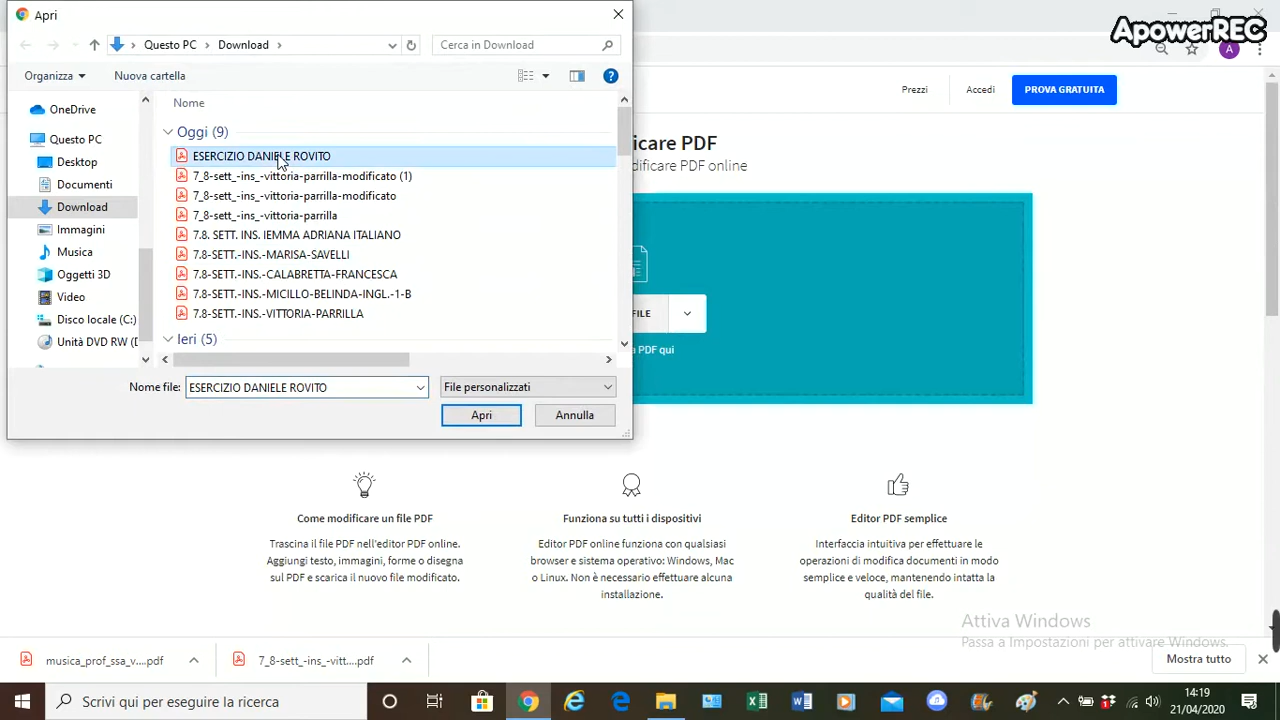 Apri
ApowerREC
Questo PC
Download
Cerca in Download
A
Organizza
Nuova cartella
Nome
OneDrive
Questo PC
Desktop
Documenti
Download
Immagini
Musica
Oggetti 3D
Video
Disco locale (C:)
Unità DVD RW (D
Oggi (9)
ESERCIZIO DANIELE ROVITO
7_8-sett_-ins_-vittoria-parrilla-modificato (1)
7_8-sett_-ins_-vittoria-parrilla-modificato
7_8-sett_-ins_-vittoria-parrilla
7.8. SETT. INS. IEMMA ADRIANA ITALIANO
7.8-SETT.-INS.-MARISA-SAVELLI
7.8-SETT.-INS.-CALABRETTA-FRANCESCA
7.8-SETT.-INS.-MICILLO-BELINDA-INGL.-1-B
7.8-SETT.-INS.-VITTORIA-PARRILLA
Ieri (5)
Nome file:
ESERCIZIO DANIELE ROVITO
File personalizzati
Apri
Annulla
Prezzi
Accedi
PROVA GRATUITA
icare PDF
odificare PDF online
FILE
a PDF qui
Come modificare un file PDF
Trascina il file PDF nell'editor PDF online.
Aggiungi testo, immagini, forme o disegna
sul PDF e scarica il nuovo file modificato.
Funziona su tutti i dispositivi
Editor PDF online funziona con qualsiasi
browser e sistema operativo: Windows, Mac
o Linux. Non è necessario effettuare alcuna
installazione.
Editor PDF semplice
Interfaccia intuitiva per effettuare le
operazioni di modifica documenti in modo
semplice e veloce, mantenendo intatta la
qualità del file.
Attiva Windows
Passa a Impostazioni per attivare Windows.
musica_prof_ssa_v....pdf
7_8-sett_-ins_-vitt....pdf
Mostra tutto
Scrivi qui per eseguire la ricerca
14:19
21/04/2020